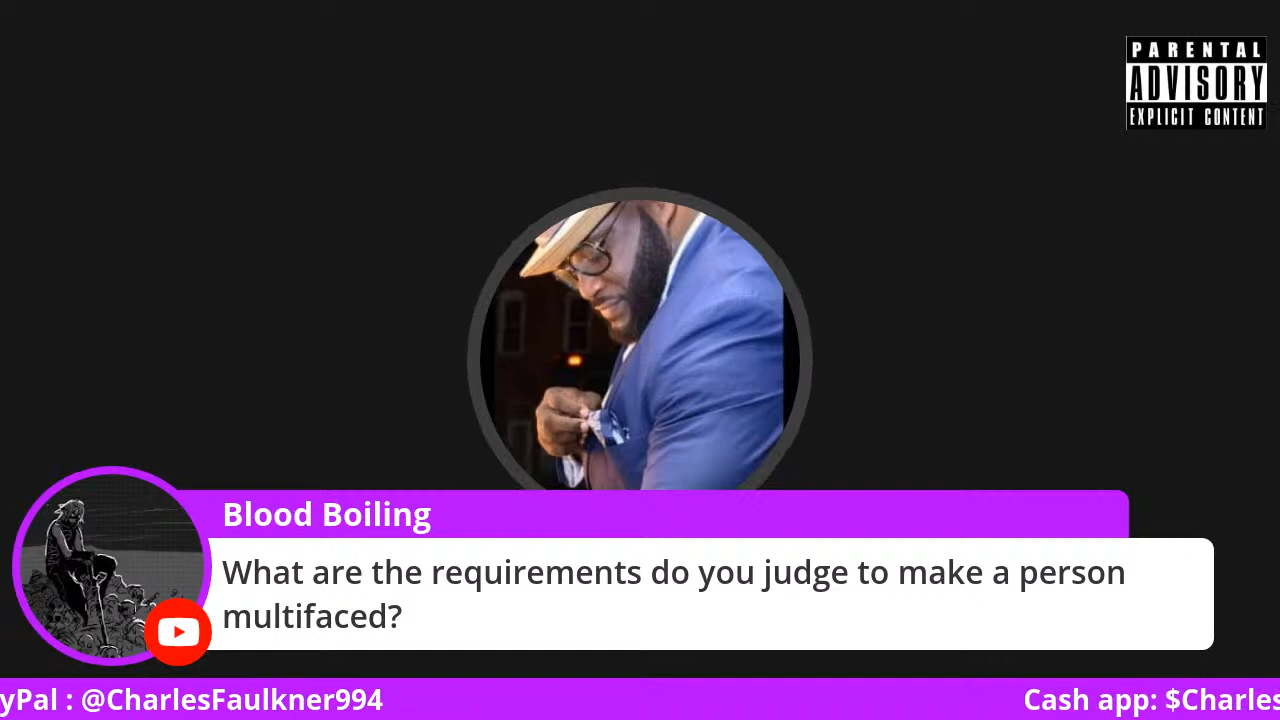 PARENTAL
ADVISORY
EXPLICIT CONTENT
Blood Boiling
What are the requirements do you judge to make a person
multifaced?
yPal : @CharlesFaulkner994
Cash app: $Charles